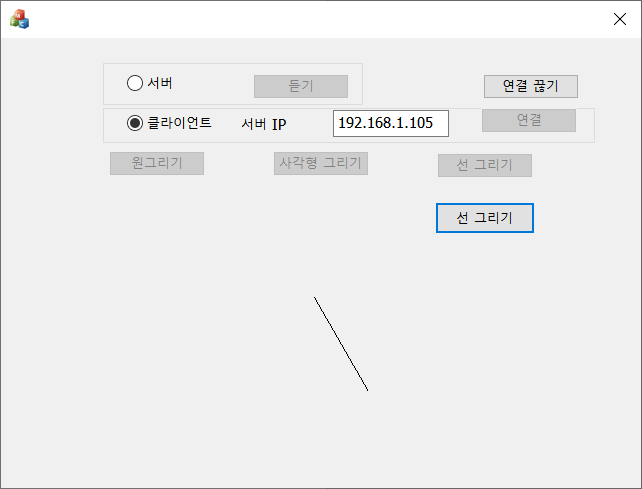 서버 듣기 연결 끊기
클라이언트 서버 IP 192.168.1.105 연결
원그리기 사각형 그리기 선 그리기
선 그리기